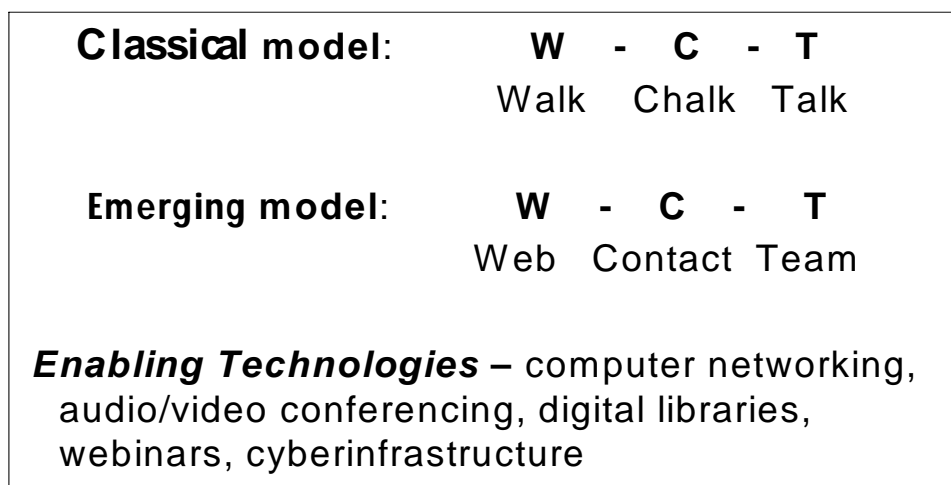 Classical model: W - C - T
Walk Chalk Talk
Emerging model: W - C - T
Web Contact Team
Enabling Technologies – computer networking,
audio/video conferencing, digital libraries,
webinars, cyberinfrastructure